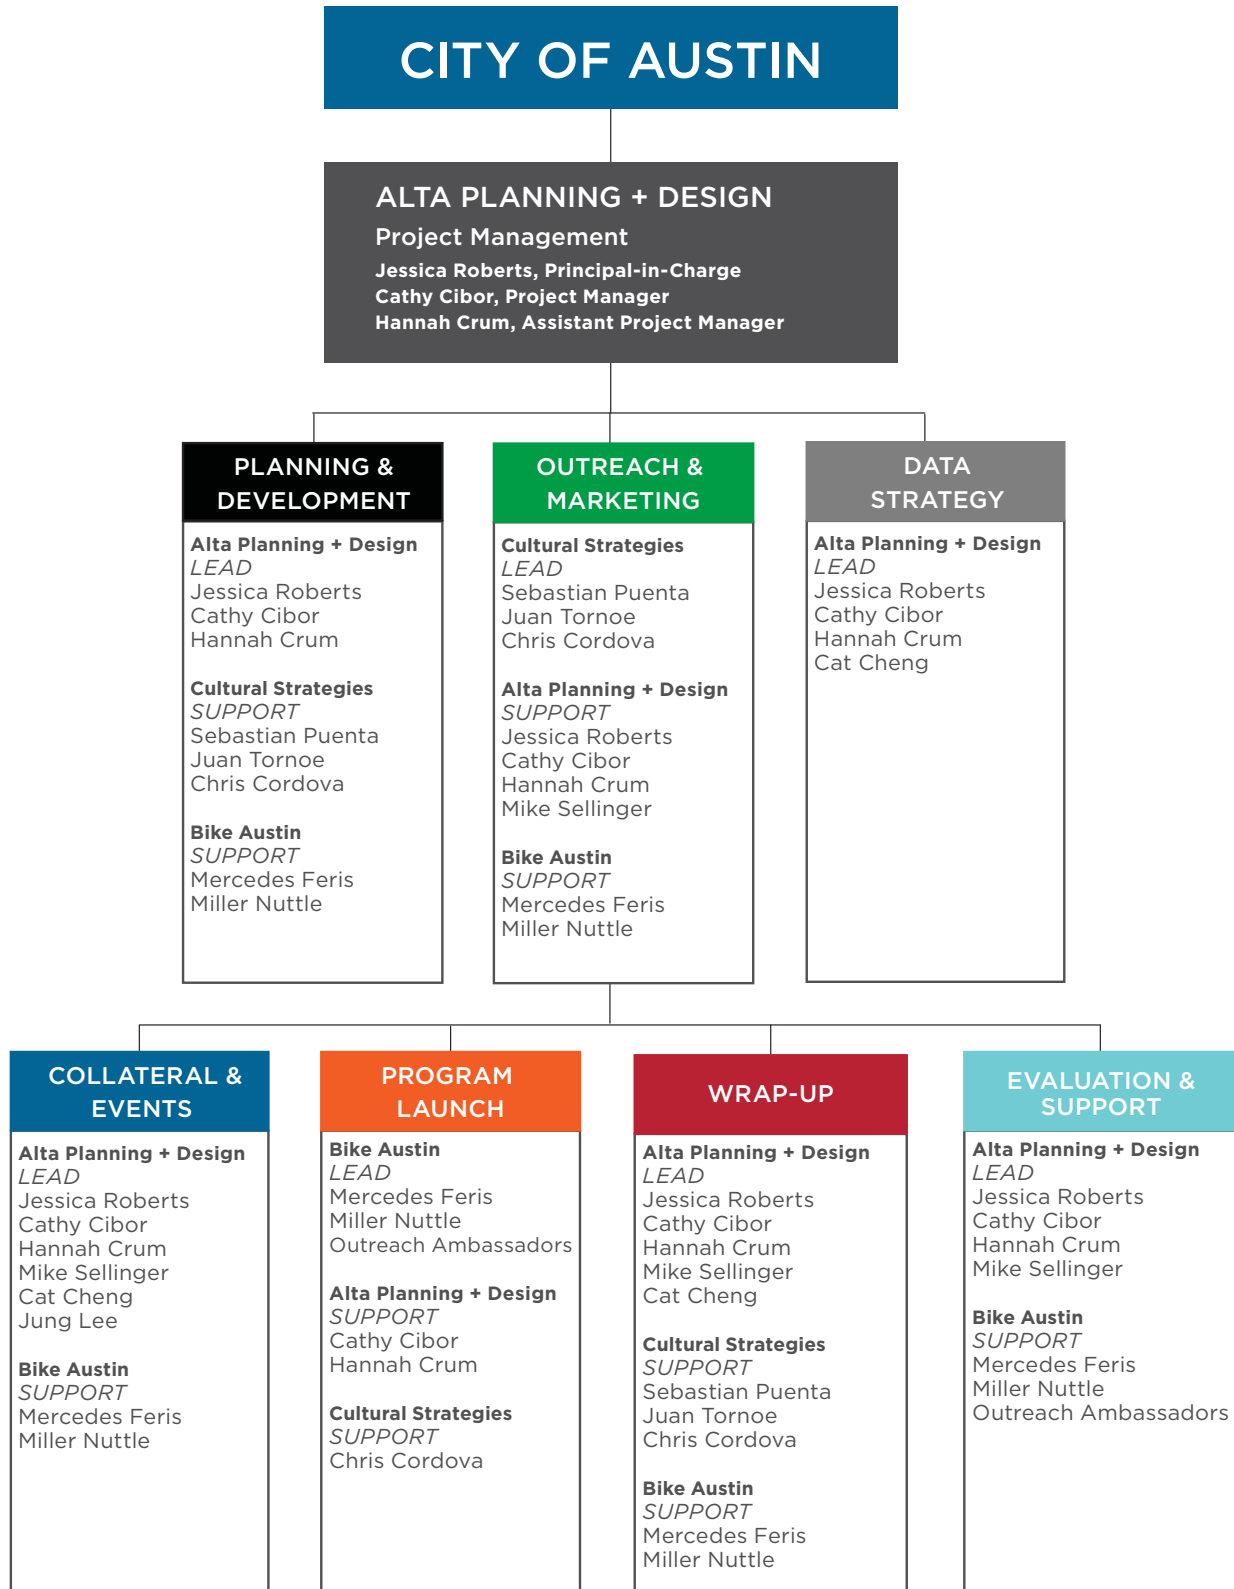 CITY OF AUSTIN
ALTA PLANNING + DESIGN
Project Management
Jessica Roberts, Principal-in-Charge
Cathy Cibor, Project Manager
Hannah Crum, Assistant Project Manager
PLANNING &
DEVELOPMENT
Alta Planning + Design
LEAD
Jessica Roberts
Cathy Cibor
Hannah Crum
Cultural Strategies
SUPPORT
Sebastian Puenta
Juan Tornoe
Chris Cordova
Bike Austin
SUPPORT
Mercedes Feris
Miller Nuttle
OUTREACH &
MARKETING
Cultural Strategies
LEAD
Sebastian Puenta
Juan Tornoe
Chris Cordova
Alta Planning + Design
SUPPORT
Jessica Roberts
Cathy Cibor
Hannah Crum
Mike Sellinger
Bike Austin
SUPPORT
Mercedes Feris
Miller Nuttle
DATA
STRATEGY
Alta Planning + Design
LEAD
Jessica Roberts
Cathy Cibor
Hannah Crum
Cat Cheng
COLLATERAL &
EVENTS
Alta Planning + Design
LEAD
Jessica Roberts
Cathy Cibor
Hannah Crum
Mike Sellinger
Cat Cheng
Jung Lee
Bike Austin
SUPPORT
Mercedes Feris
Miller Nuttle
PROGRAM
LAUNCH
Bike Austin
LEAD
Mercedes Feris
Miller Nuttle
Outreach Ambassadors
Alta Planning + Design
SUPPORT
Cathy Cibor
Hannah Crum
Cultural Strategies
SUPPORT
Chris Cordova
WRAP-UP
Alta Planning + Design
LEAD
Jessica Roberts
Cathy Cibor
Hannah Crum
Mike Sellinger
Cat Cheng
Cultural Strategies
SUPPORT
Sebastian Puenta
Juan Tornoe
Chris Cordova
Bike Austin
SUPPORT
Mercedes Feris
Miller Nuttle
EVALUATION &
SUPPORT
Alta Planning + Design
LEAD
Jessica Roberts
Cathy Cibor
Hannah Crum
Mike Sellinger
Bike Austin
SUPPORT
Mercedes Feris
Miller Nuttle
Outreach Ambassadors